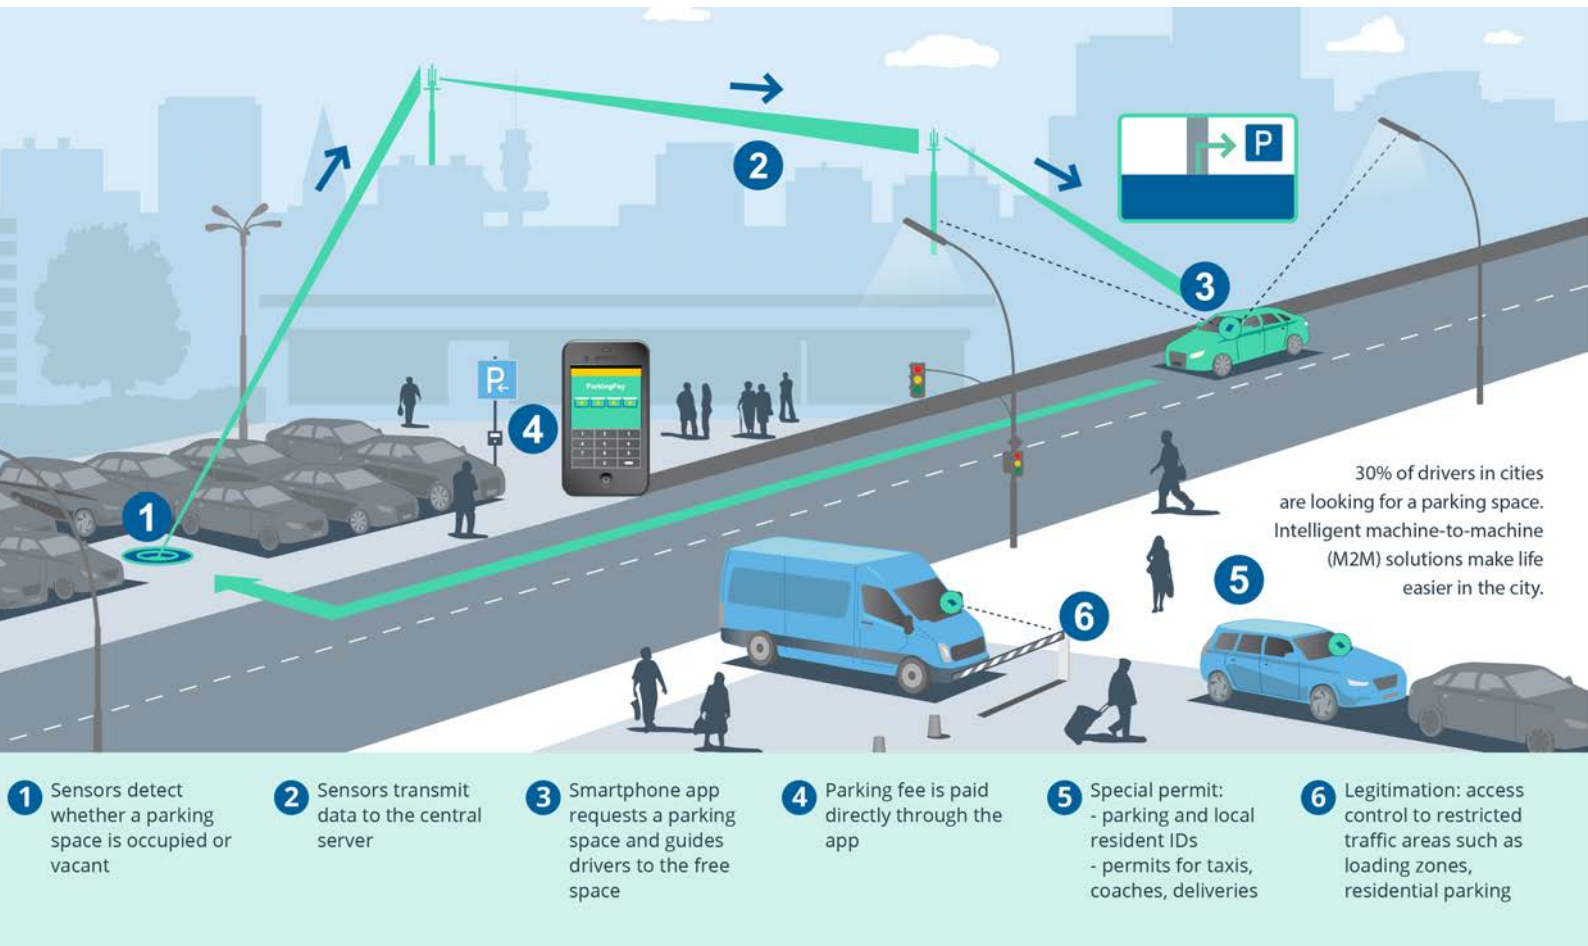 2
P
3
ParkingPay
P
4
1
30% of drivers in cities
are looking for a parking space.
Intelligent machine-to-machine
(M2M) solutions make life
easier in the city.
5
6
1 Sensors detect
whether a parking
space is occupied or
vacant
2 Sensors transmit
data to the central
server
3 Smartphone app
requests a parking
space and guides
drivers to the free
space
4 Parking fee is paid
directly through the
app
5 Special permit:
- parking and local
resident IDs
- permits for taxis,
coaches, deliveries
6 Legitimation: access
control to restricted
traffic areas such as
loading zones,
residential parking